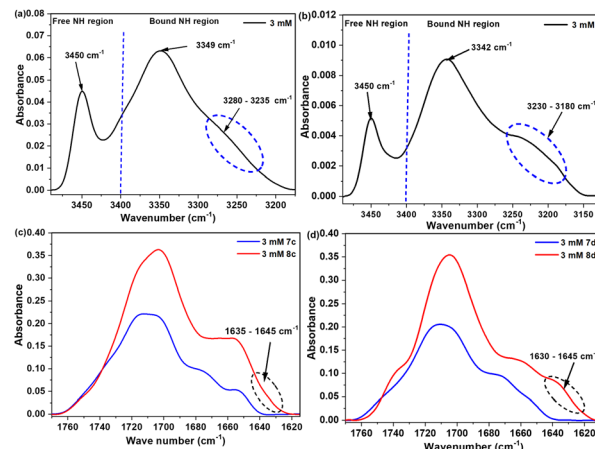 (a) Free NH region Bound NH region 3 mM
3450 cm-1
3349 cm-1
3280 - 3235 cm-1
0.08
0.07
0.06
0.05
0.04
0.03
0.02
0.01
0.00
Absorbance
3450 3400 3350 3300 3250 3200
Wavenumber (cm-1)
(b) Free NH region Bound NH region 3 mM
3450 cm-1
3342 cm-1
3230 - 3180 cm-1
0.012
0.010
0.008
0.006
0.004
0.002
0.000
Absorbance
3450 3400 3350 3300 3250 3200 3150
Wavenumber (cm-1)
(c)
3 mM 7c
3 mM 8c
1635 - 1645 cm-1
0.40
0.35
0.30
0.25
0.20
0.15
0.10
0.05
0.00
Absorbance
1760 1740 1720 1700 1680 1660 1640 1620
Wave number (cm-1)
(d)
3 mM 7d
3 mM 8d
1630 - 1645 cm-1
0.40
0.35
0.30
0.25
0.20
0.15
0.10
0.05
0.00
Absorbance
1760 1740 1720 1700 1680 1660 1640 1620
Wavenumber (cm-1)